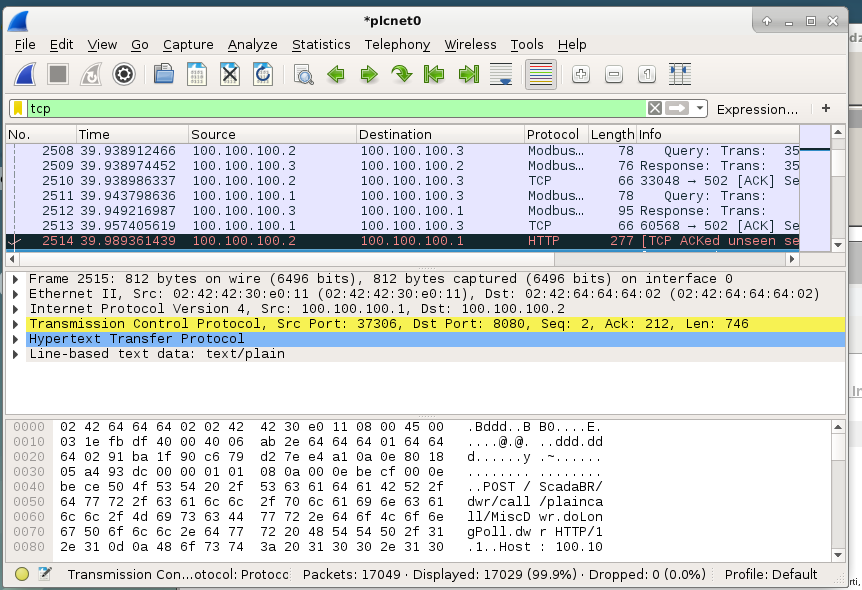 *plcnet0
File Edit View Go Capture Analyze Statistics Telephony Wireless Tools Help
tcp Expression... +
No. Time Source Destination Protocol Length Info
2508 39.938912466 100.100.100.2 100.100.100.3 Modbus... 78 Query: Trans: 35
2509 39.938974452 100.100.100.3 100.100.100.2 Modbus... 76 Response: Trans: 35
2510 39.938986337 100.100.100.2 100.100.100.3 TCP 66 33048 → 502 [ACK] Se
2511 39.943798636 100.100.100.1 100.100.100.3 Modbus... 78 Query: Trans:
2512 39.949216987 100.100.100.3 100.100.100.1 Modbus... 95 Response: Trans:
2513 39.957405619 100.100.100.1 100.100.100.3 TCP 66 60568 → 502 [ACK] Se
2514 39.989361439 100.100.100.2 100.100.100.1 HTTP 277 [TCP ACKed unseen se
Frame 2515: 812 bytes on wire (6496 bits), 812 bytes captured (6496 bits) on interface 0
Ethernet II, Src: 02:42:42:30:e0:11 (02:42:42:30:e0:11), Dst: 02:42:64:64:64:02 (02:42:64:64:64:02)
Internet Protocol Version 4, Src: 100.100.100.1, Dst: 100.100.100.2
Transmission Control Protocol, Src Port: 37306, Dst Port: 8080, Seq: 2, Ack: 212, Len: 746
Hypertext Transfer Protocol
Line-based text data: text/plain
0000 02 42 64 64 64 02 02 42 42 30 e0 11 08 00 45 00 .Bddd..B B0....E.
0010 03 1e fb df 40 00 40 06 ab 2e 64 64 64 01 64 64 ....@.@. ..ddd.dd
0020 64 02 91 ba 1f 90 c6 79 d2 7e e4 a1 0a 0e 80 18 d......y .~......
0030 05 a4 93 dc 00 00 01 01 08 0a 00 0e be cf 00 0e ........ ........
0040 be ce 50 4f 53 54 20 2f 53 63 61 64 61 42 52 2f ..POST / ScadaBR/
0050 64 77 72 2f 63 61 6c 6c 2f 70 6c 61 69 6e 63 61 dwr/call /plainca
0060 6c 6c 2f 4d 69 73 63 44 77 72 2e 64 6f 4c 6f 6e ll/MiscD wr.doLon
0070 67 50 6f 6c 6c 2e 64 77 72 20 48 54 54 50 2f 31 gPoll.dw r HTTP/1
0080 2e 31 0d 0a 48 6f 73 74 3a 20 31 30 30 2e 31 30 .1..Host : 100.10
Transmission Con...otocol: Protocc Packets: 17049 · Displayed: 17029 (99.9%) · Dropped: 0 (0.0%) Profile: Default